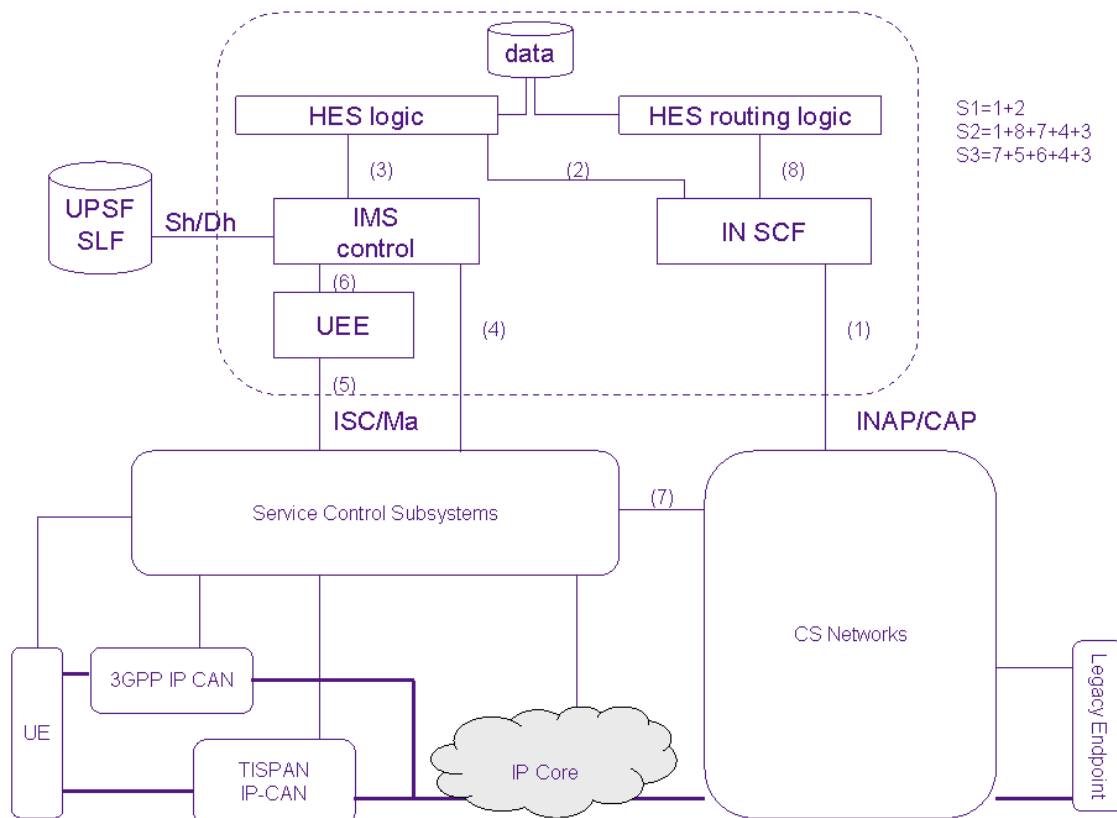 data
HES logic
HES routing logic
S1=1+2
S2=1+8+7+4+3
S3=7+5+6+4+3
(3)
(2)
(8)
UPSF
SLF
Sh/Dh
IMS
control
IN SCF
(6)
UEE
(4)
(1)
(5)
ISC/Ma
INAP/CAP
Service Control Subsystems
(7)
CS Networks
3GPP IP CAN
UE
TISPAN
IP-CAN
IP Core
Legacy Endpoint